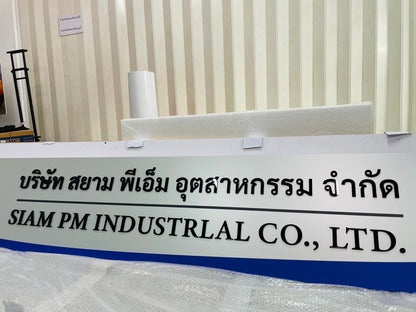 บริษัท สยาม พีเอ็ม อุตสาหกรรม จำกัด
SIAM PM INDUSTRLAL CO., LTD.